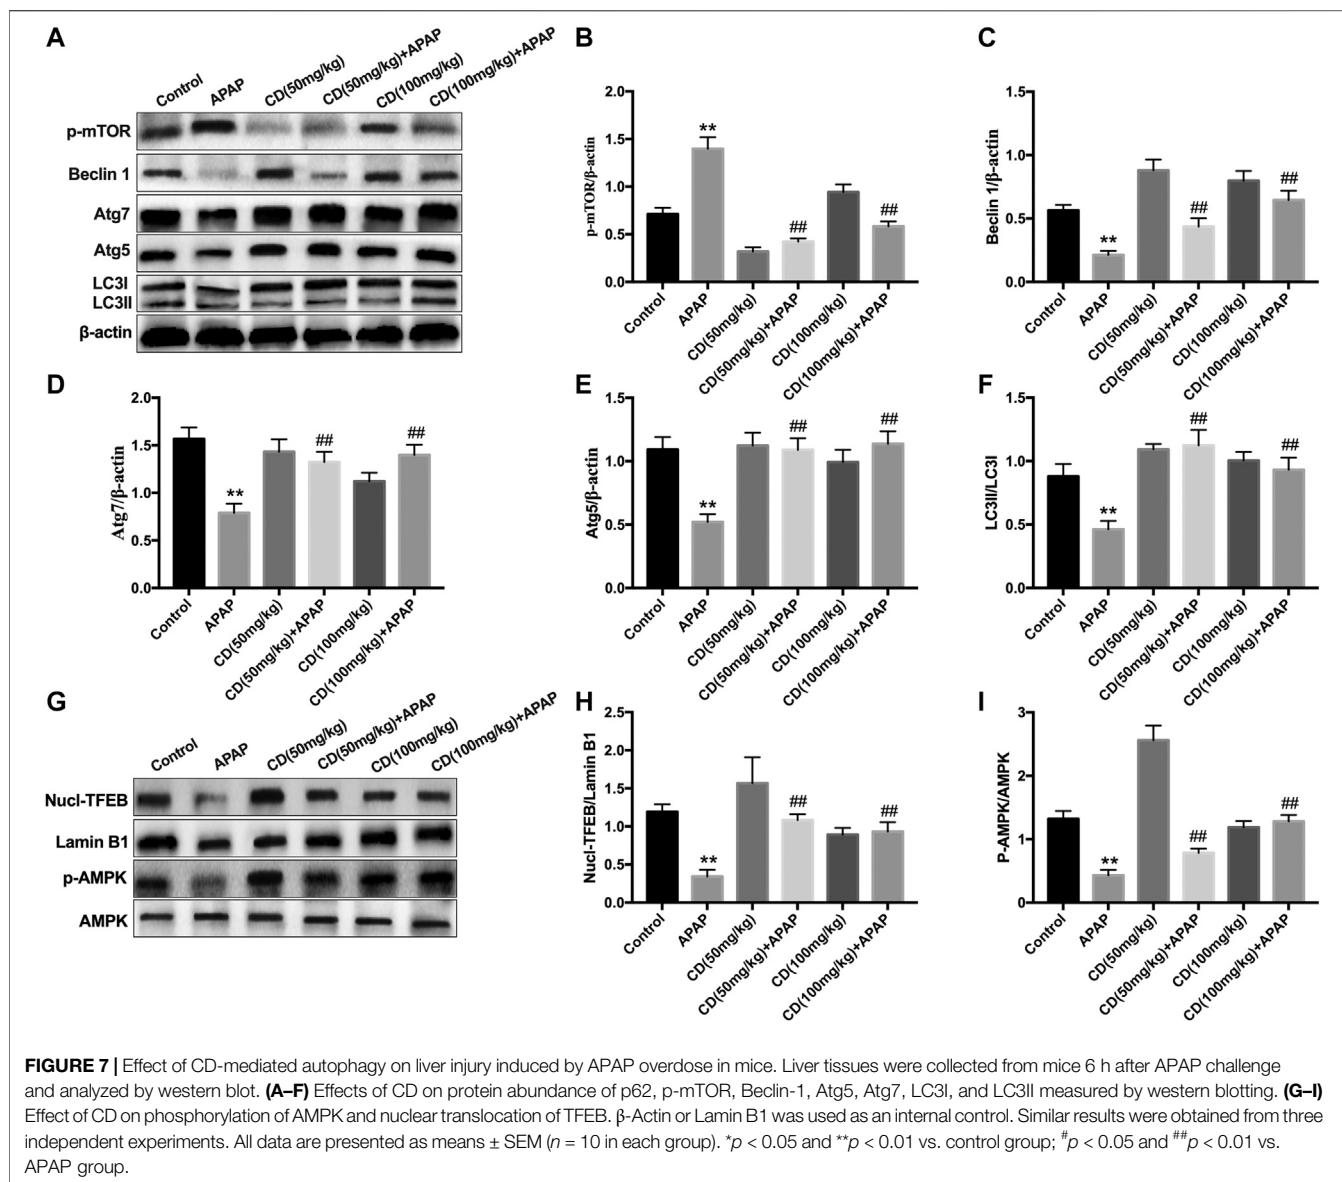 A
Control
APAP
CD(50mg/kg)
CD(50mg/kg)+APAP
CD(100mg/kg)
CD(100mg/kg)+APAP
p-mTOR
Beclin 1
Atg7
Atg5
LC3I
LC3II
β-actin
B
p-mTOR/β-actin
2.0
1.5
1.0
0.5
0.0
**
##
##
Control
APAP
CD(50mg/kg)
CD(50mg/kg)+APAP
CD(100mg/kg)
CD(100mg/kg)+APAP
C
Beclin 1/β-actin
1.5
1.0
0.5
0.0
**
##
##
Control
APAP
CD(50mg/kg)
CD(50mg/kg)+APAP
CD(100mg/kg)
CD(100mg/kg)+APAP
D
Atg7/β-actin
2.0
1.5
1.0
0.5
0.0
**
##
##
Control
APAP
CD(50mg/kg)
CD(50mg/kg)+APAP
CD(100mg/kg)
CD(100mg/kg)+APAP
E
Atg5/β-actin
1.5
1.0
0.5
0.0
**
##
##
Control
APAP
CD(50mg/kg)
CD(50mg/kg)+APAP
CD(100mg/kg)
CD(100mg/kg)+APAP
F
LC3II/LC3I
1.5
1.0
0.5
0.0
**
##
##
Control
APAP
CD(50mg/kg)
CD(50mg/kg)+APAP
CD(100mg/kg)
CD(100mg/kg)+APAP
G
Control
APAP
CD(50mg/kg)
CD(50mg/kg)+APAP
CD(100mg/kg)
CD(100mg/kg)+APAP
Nucl-TFEB
Lamin B1
p-AMPK
AMPK
H
Nucl-TFEB/Lamin B1
2.5
2.0
1.5
1.0
0.5
0.0
**
##
##
Control
APAP
CD(50mg/kg)
CD(50mg/kg)+APAP
CD(100mg/kg)
CD(100mg/kg)+APAP
I
P-AMPK/AMPK
3
2
1
0
**
##
##
Control
APAP
CD(50mg/kg)
CD(50mg/kg)+APAP
CD(100mg/kg)
CD(100mg/kg)+APAP
FIGURE 7 | Effect of CD-mediated autophagy on liver injury induced by APAP overdose in mice. Liver tissues were collected from mice 6 h after APAP challenge
and analyzed by western blot. (A–F) Effects of CD on protein abundance of p62, p-mTOR, Beclin-1, Atg5, Atg7, LC3I, and LC3II measured by western blotting. (G–I)
Effect of CD on phosphorylation of AMPK and nuclear translocation of TFEB. β-Actin or Lamin B1 was used as an internal control. Similar results were obtained from three
independent experiments. All data are presented as means ± SEM (n = 10 in each group). *p < 0.05 and **p < 0.01 vs. control group; #p < 0.05 and ##p < 0.01 vs.
APAP group.